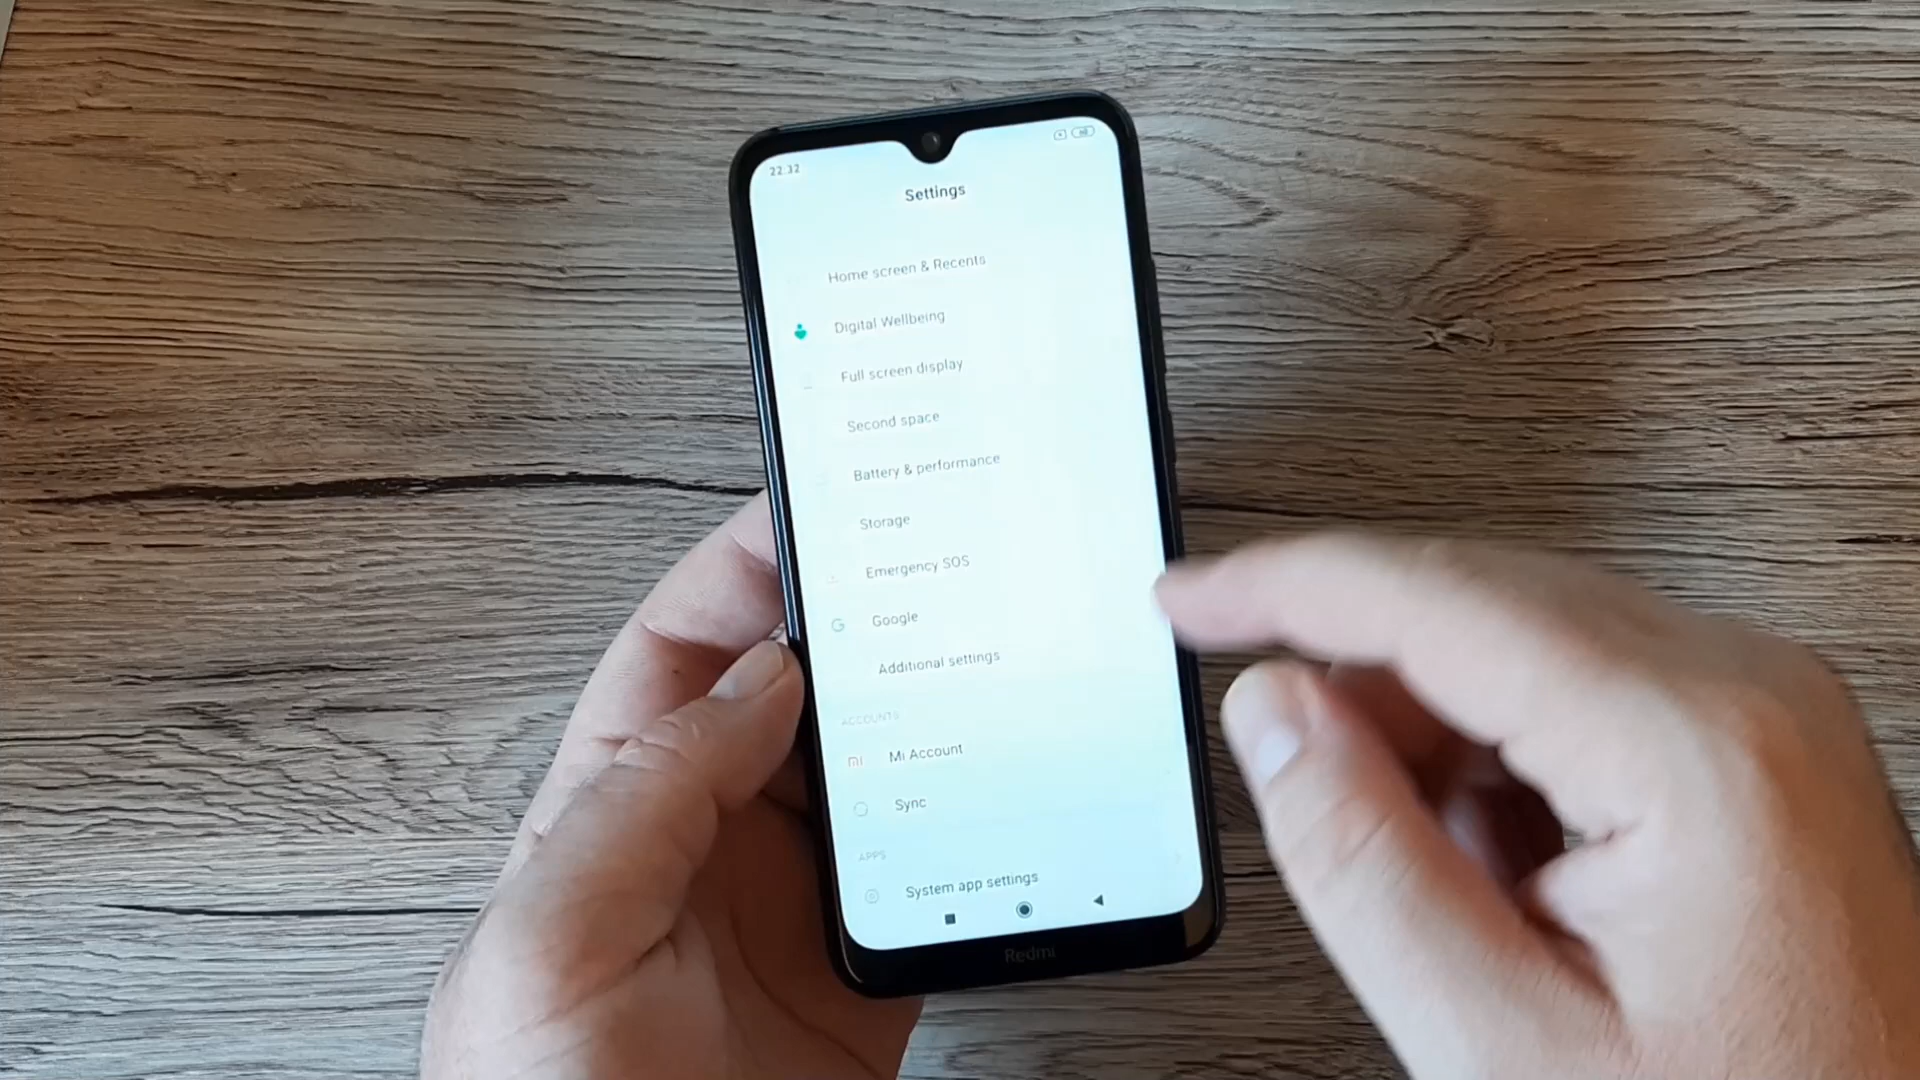 22:32
Settings
Home screen & Recents
Digital Wellbeing
Full screen display
Second space
Battery & performance
Storage
Emergency SOS
G
Google
Additional settings
ACCOUNTS
mi
Mi Account
Sync
APPS
System app settings
Redmi